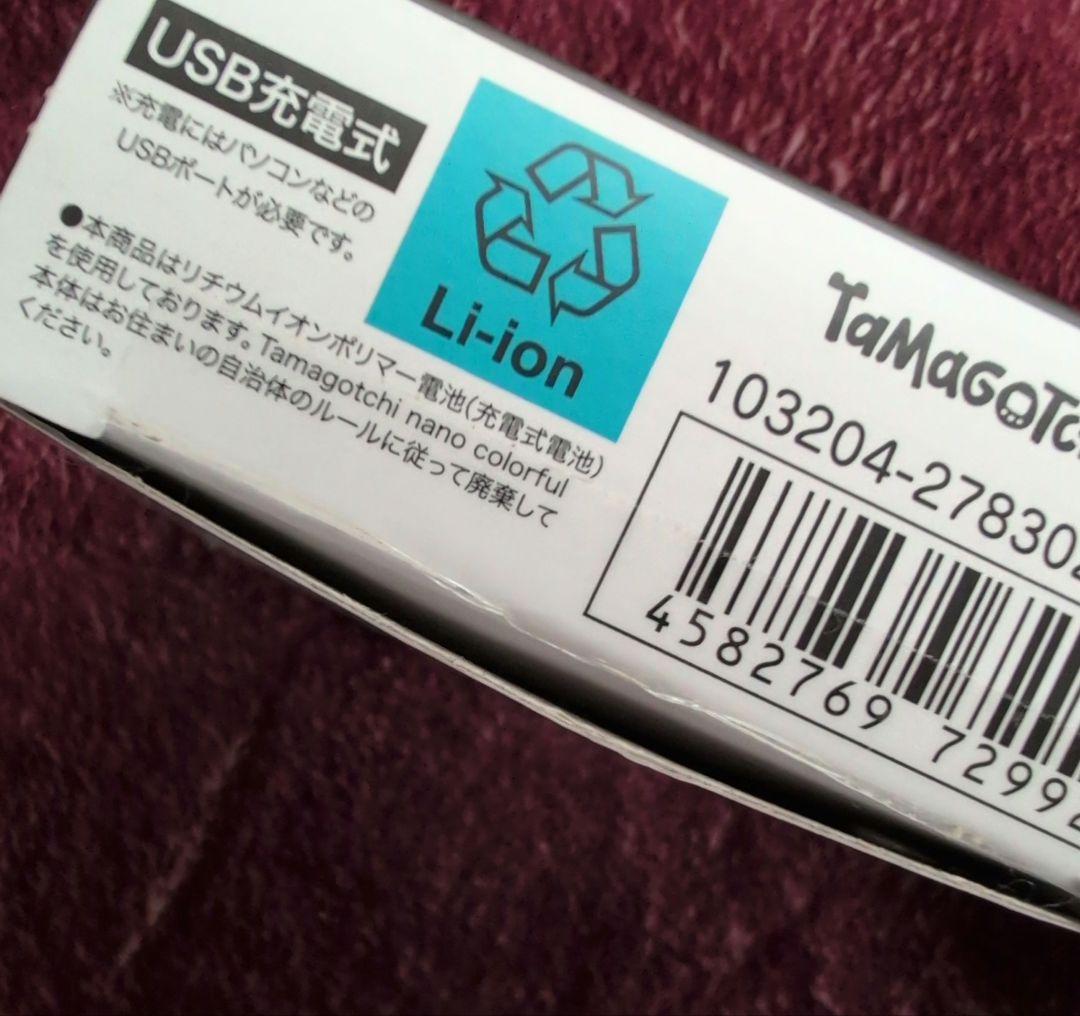 USB充電式
※充電にはパソコンなどの
USBポートが必要です。
●本商品はリチウムイオンポリマー電池(充電式電池)
を使用しております。Tamagotchi nano colorful
本体はお住まいの自治体のルールに従って廃棄して
ください。
Li-ion
TaMaGoTc
103204-278304
4582769 7299